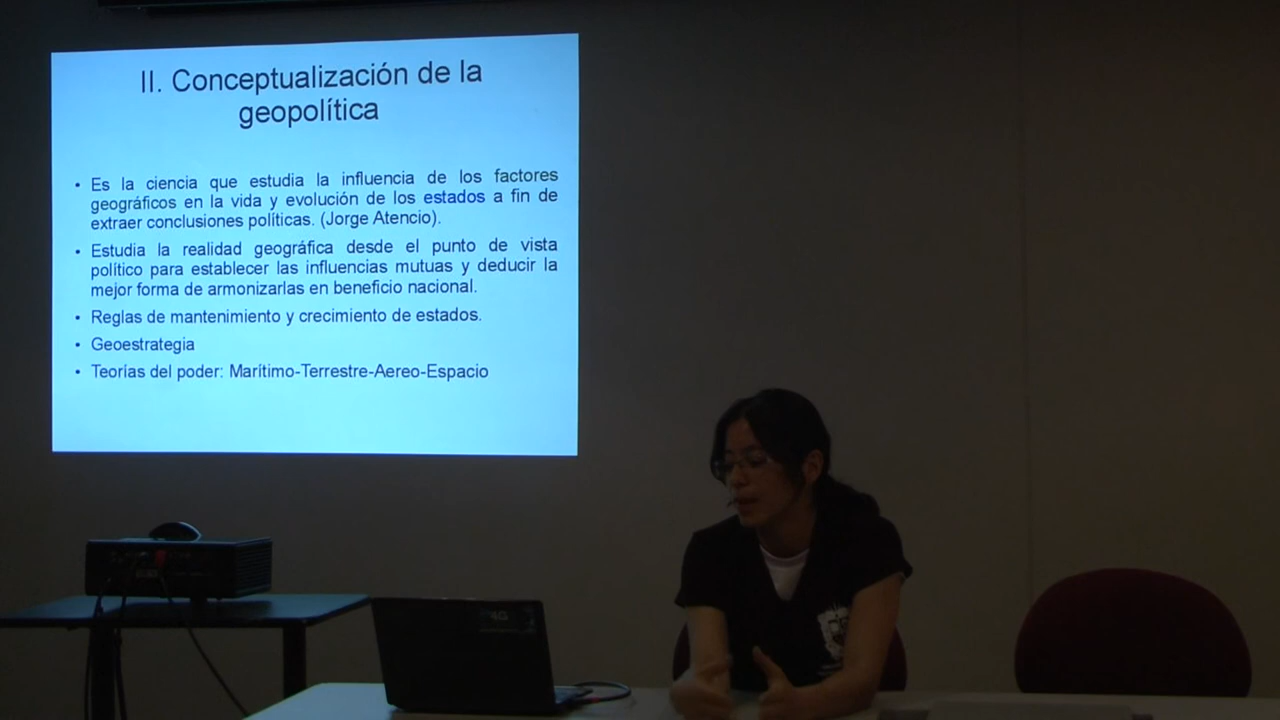 II. Conceptualización de la
geopolítica
• Es la ciencia que estudia la influencia de los factores
geográficos en la vida y evolución de los estados a fin de
extraer conclusiones políticas. (Jorge Atencio).
• Estudia la realidad geográfica desde el punto de vista
político para establecer las influencias mutuas y deducir la
mejor forma de armonizarlas en beneficio nacional.
• Reglas de mantenimiento y crecimiento de estados.
• Geoestrategia
• Teorías del poder: Marítimo-Terrestre-Aereo-Espacio